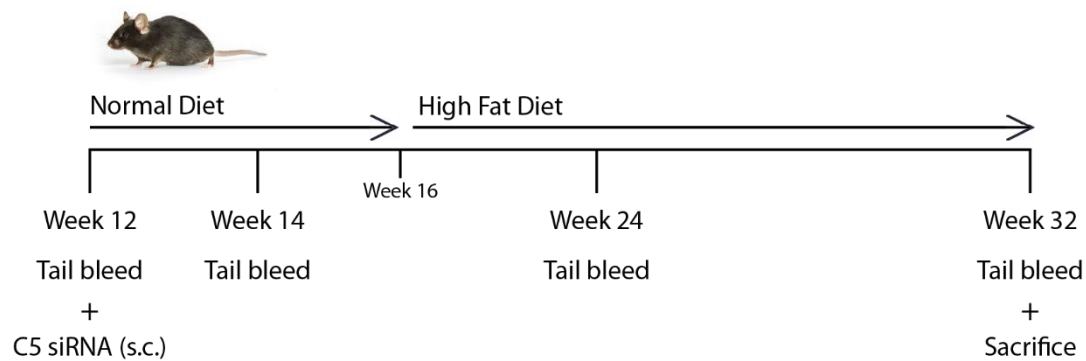 Normal Diet
High Fat Diet
Week 16
Week 12
Week 14
Week 24
Week 32
Tail bleed
Tail bleed
Tail bleed
Tail bleed
+
+
C5 siRNA (s.c.)
Sacrifice